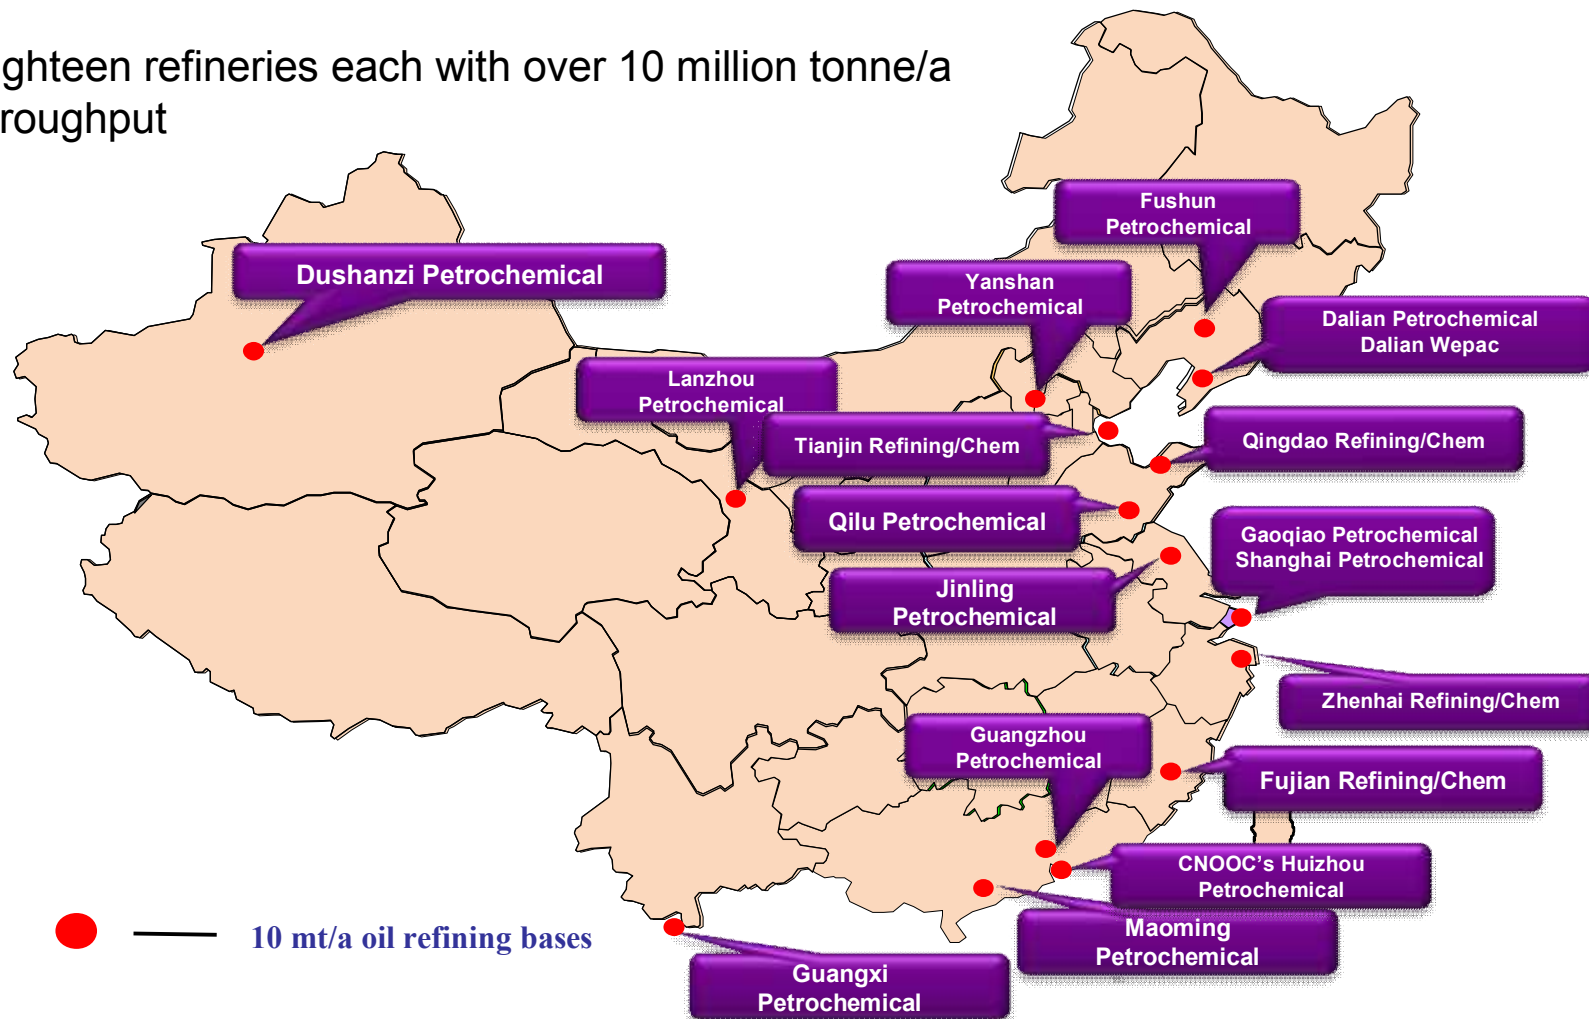 ghteen refineries each with over 10 million tonne/a
roughput
Fushun
Petrochemical
Dushanzi Petrochemical
Yanshan
Petrochemical
Dalian Petrochemical
Dalian Wepac
Lanzhou
Petrochemical
Tianjin Refining/Chem
Qingdao Refining/Chem
Qilu Petrochemical
Gaoqiao Petrochemical
Shanghai Petrochemical
Jinling
Petrochemical
Zhenhai Refining/Chem
Guangzhou
Petrochemical
Fujian Refining/Chem
CNOOC's Huizhou
Petrochemical
Maoming
Petrochemical
10 mt/a oil refining bases
Guangxi
Petrochemical